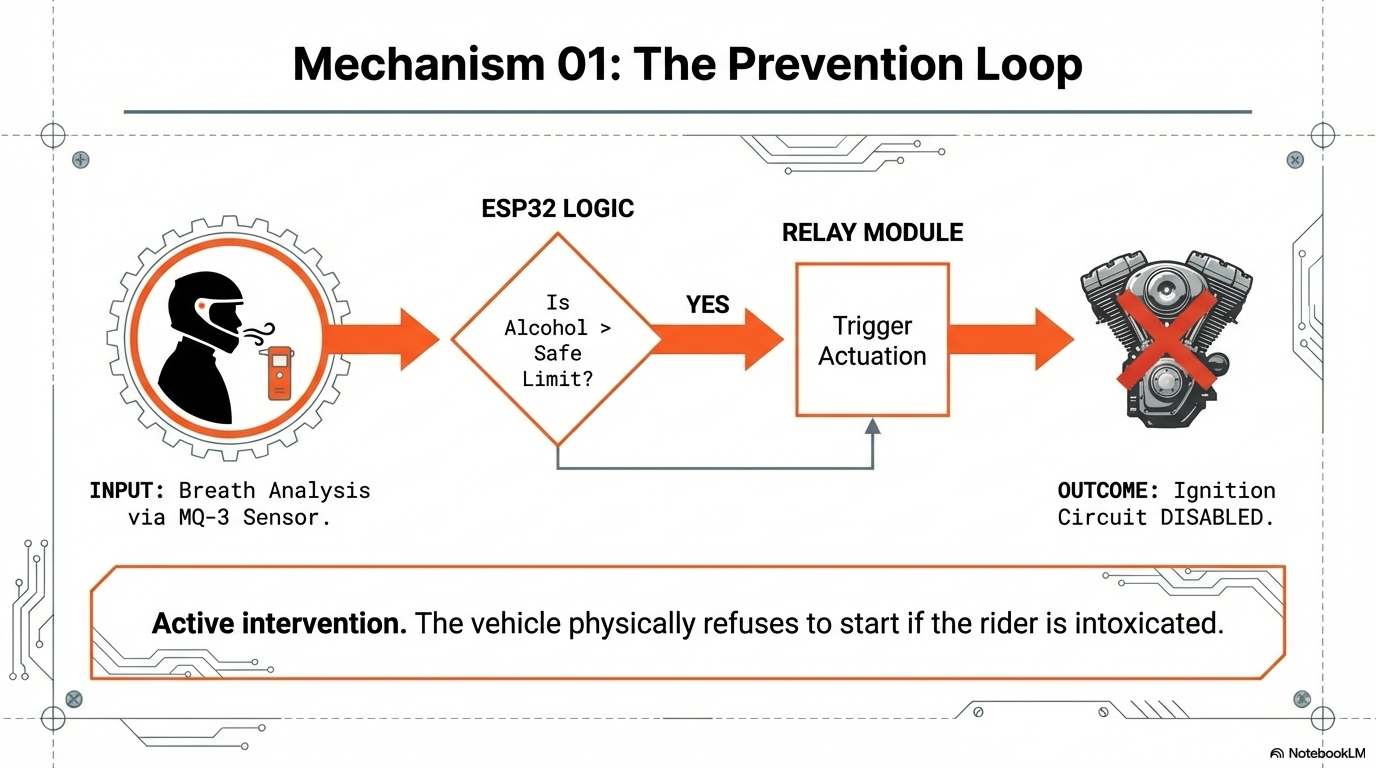 Mechanism 01: The Prevention Loop
ESP32 LOGIC
RELAY MODULE
Is
Alcohol >
Safe
Limit?
YES
Trigger
Actuation
INPUT: Breath Analysis
via MQ-3 Sensor.
OUTCOME: Ignition
Circuit DISABLED.
Active intervention. The vehicle physically refuses to start if the rider is intoxicated.
NotebookLM